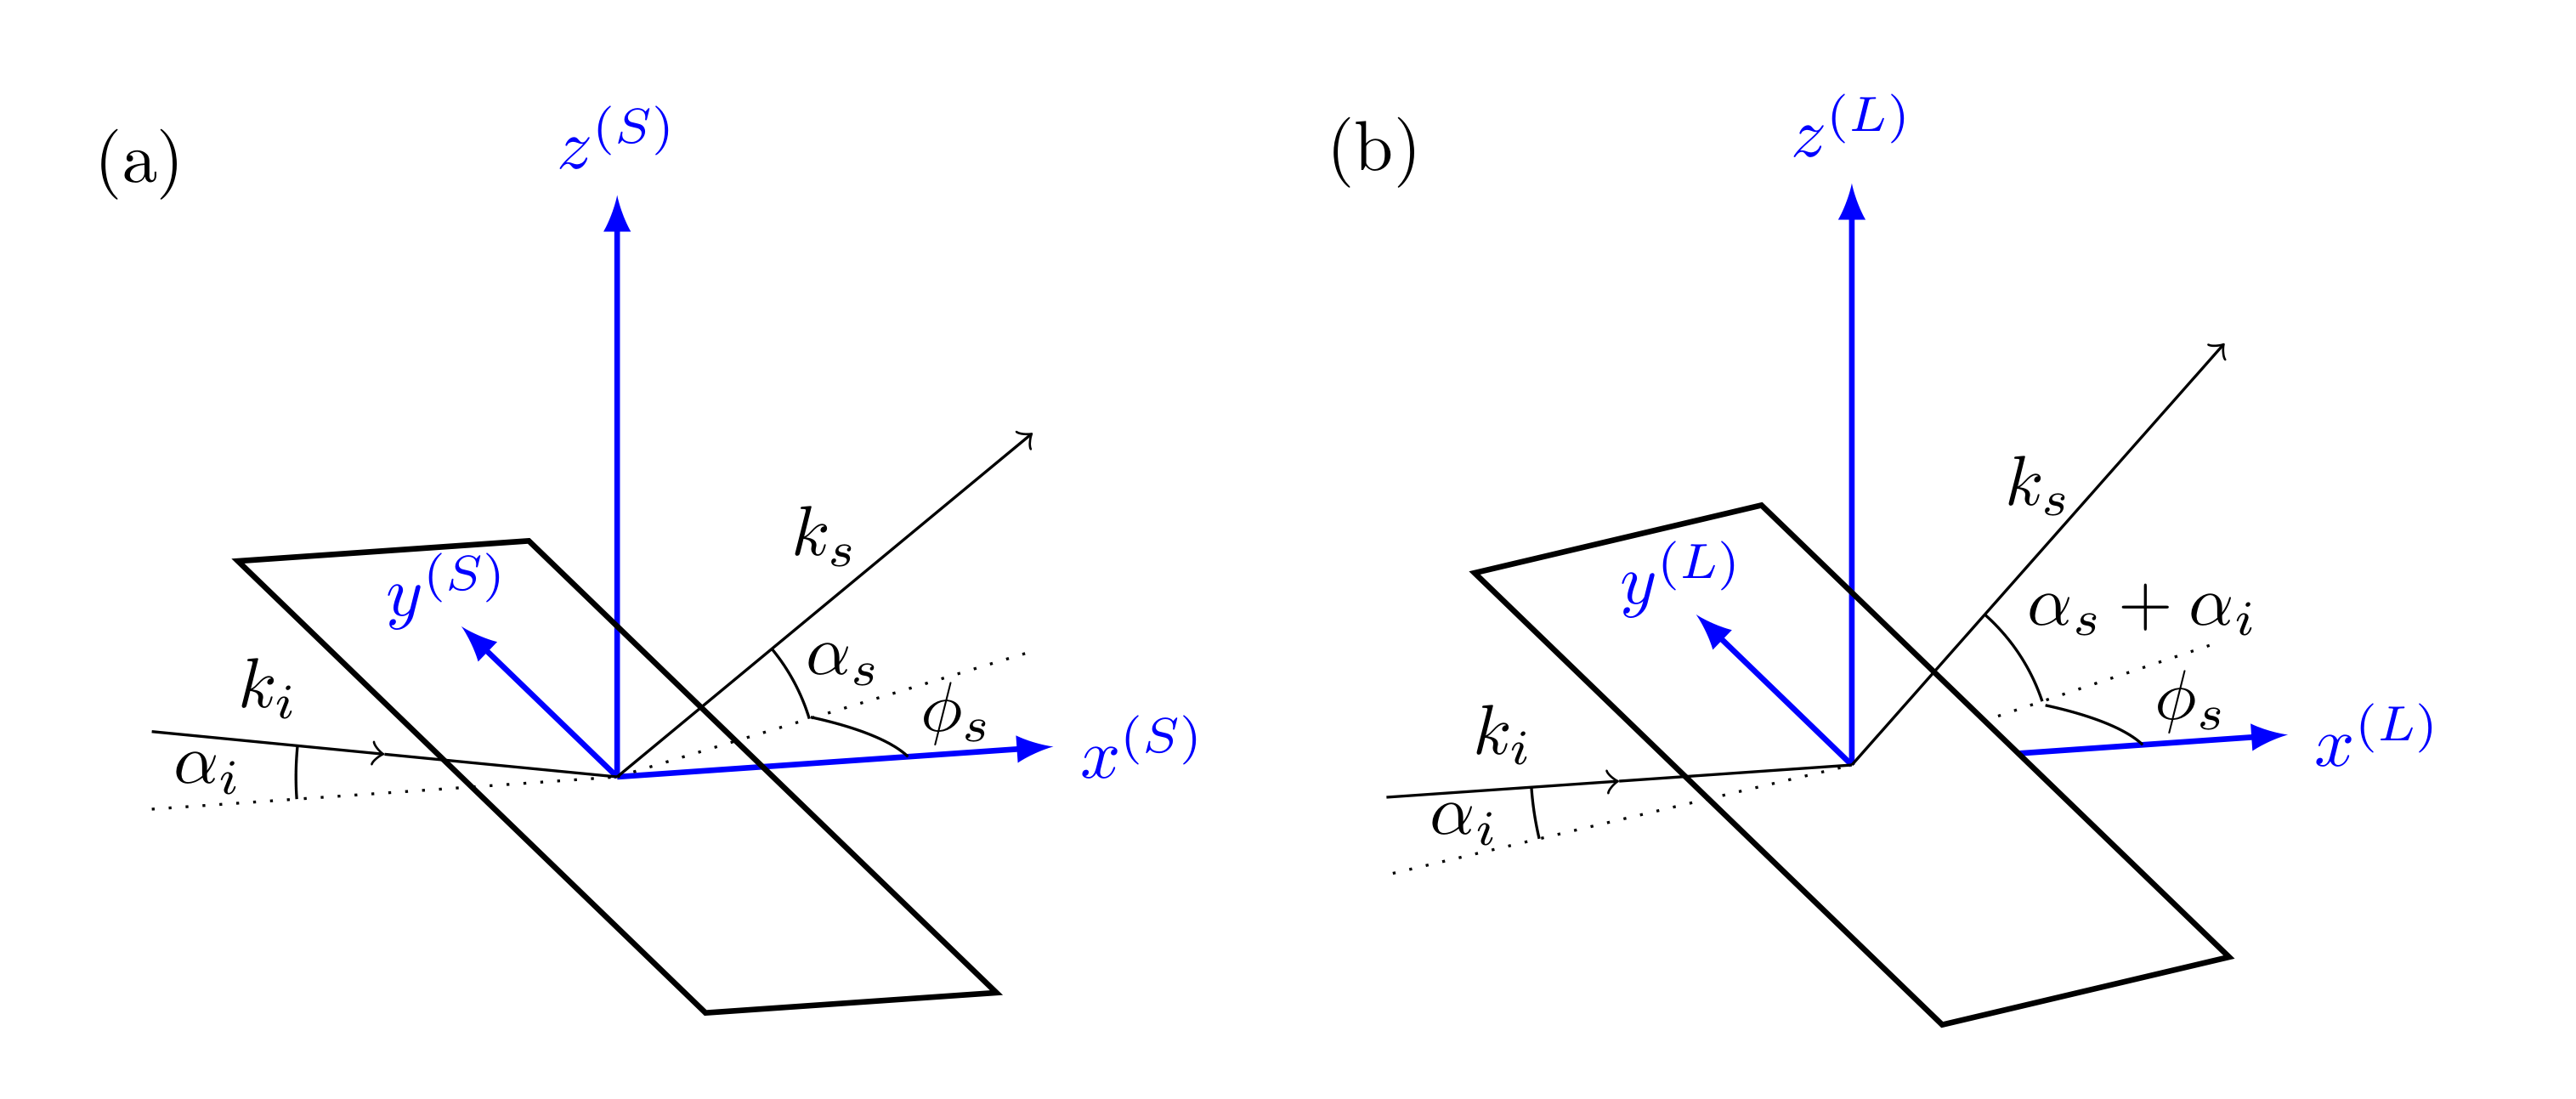 (a)
z^(S)
y^(S)
k_s
k_i
α_s
α_i
ϕ_s
x^(S)
(b)
z^(L)
y^(L)
k_s
k_i
α_s + α_i
α_i
ϕ_s
x^(L)